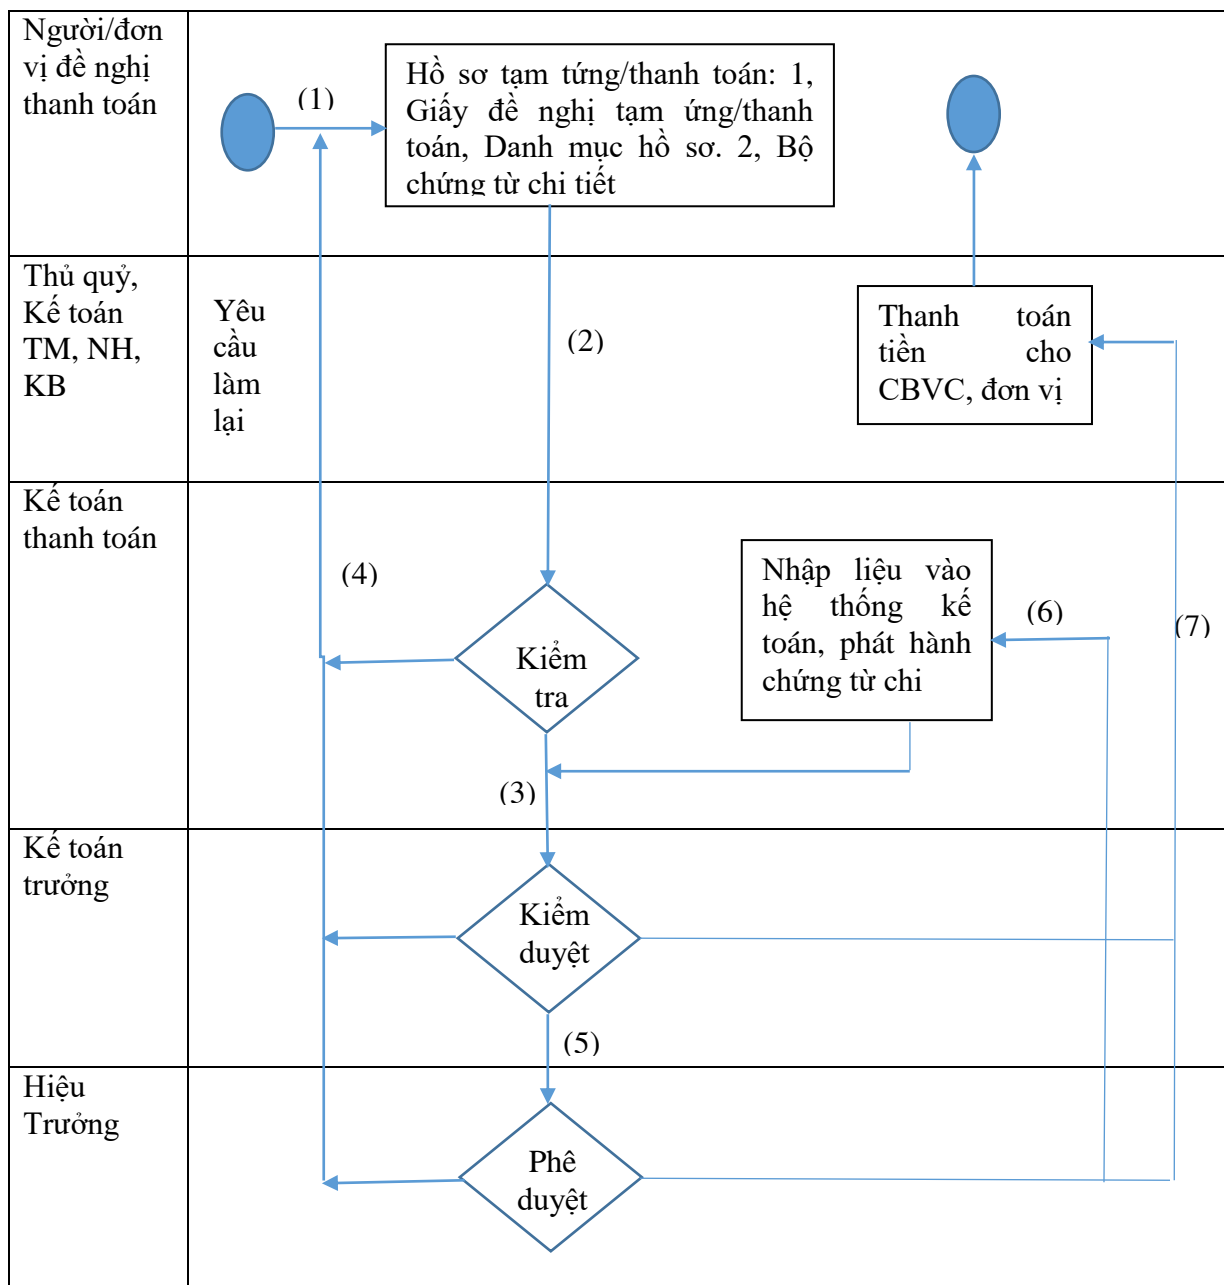 Người/đơn
vị đề nghị
thanh toán
(1)
Hồ sơ tạm tứng/thanh toán: 1,
Giấy đề nghị tạm ứng/thanh
toán, Danh mục hồ sơ. 2, Bộ
chứng từ chi tiết
Thủ quỷ,
Kế toán
TM, NH,
KB
Yêu
cầu
làm
lại
(2)
Thanh toán
tiền cho
CBVC, đơn vị
Kế toán
thanh toán
(4)
Kiểm
tra
Nhập liệu vào
hệ thống kế
toán, phát hành
chứng từ chi
(6)
(7)
(3)
Kế toán
trưởng
Kiểm
duyệt
(5)
Hiệu
Trưởng
Phê
duyệt